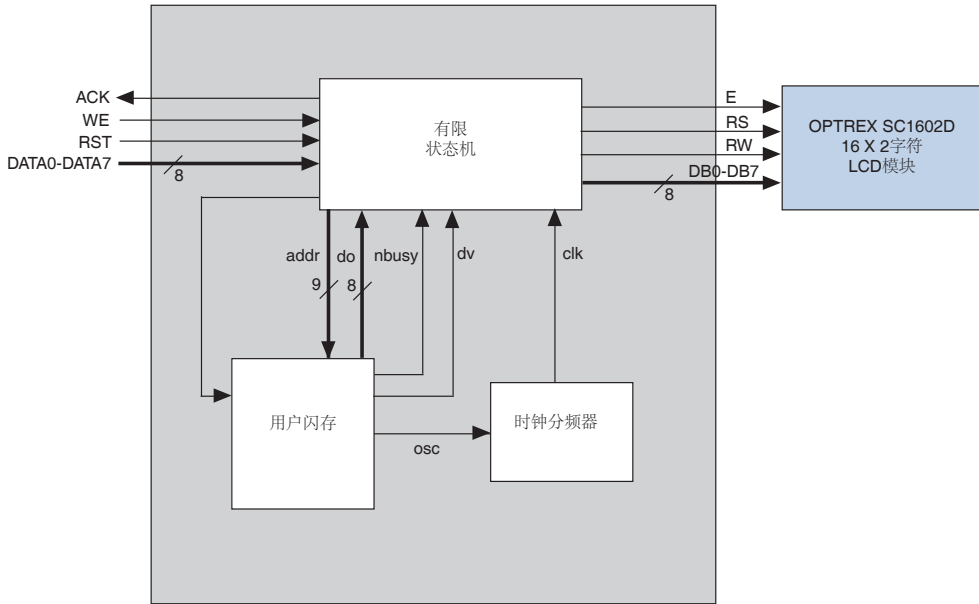 ACK
WE
RST
DATA0-DATA7
8
有限
状态机
E
RS
RW
DB0-DB7
8
OPTREX SC1602D
16 X 2字符
LCD模块
addr
do
nbusy
dv
clk
9
8
用户闪存
时钟分频器
osc